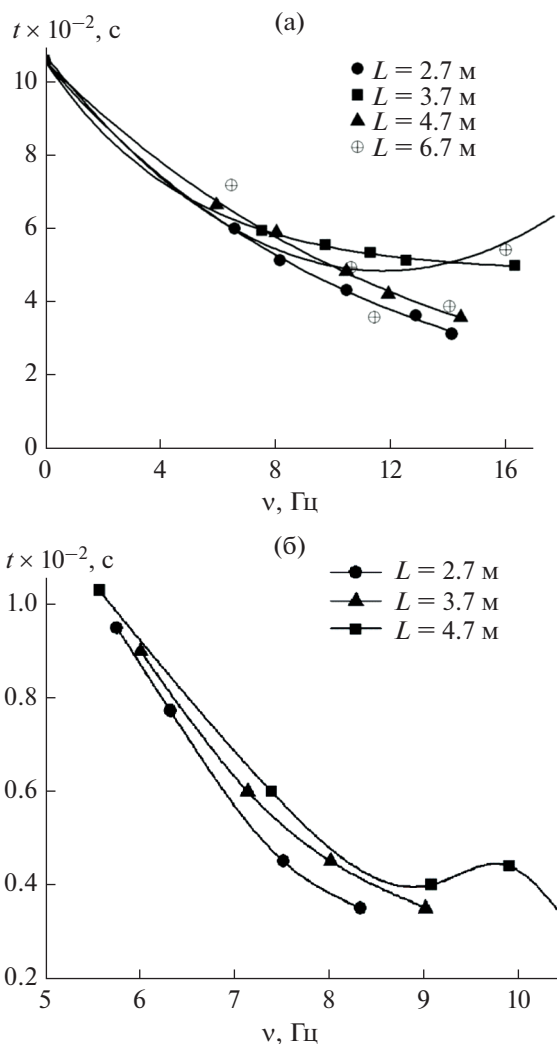 (а)
t × 10⁻², с
10
8
6
4
2
0
0 4 8 12 16
ν, Гц
L = 2.7 м
L = 3.7 м
L = 4.7 м
L = 6.7 м
(б)
t × 10⁻², с
1.0
0.8
0.6
0.4
0.2
5 6 7 8 9 10
ν, Гц
L = 2.7 м
L = 3.7 м
L = 4.7 м